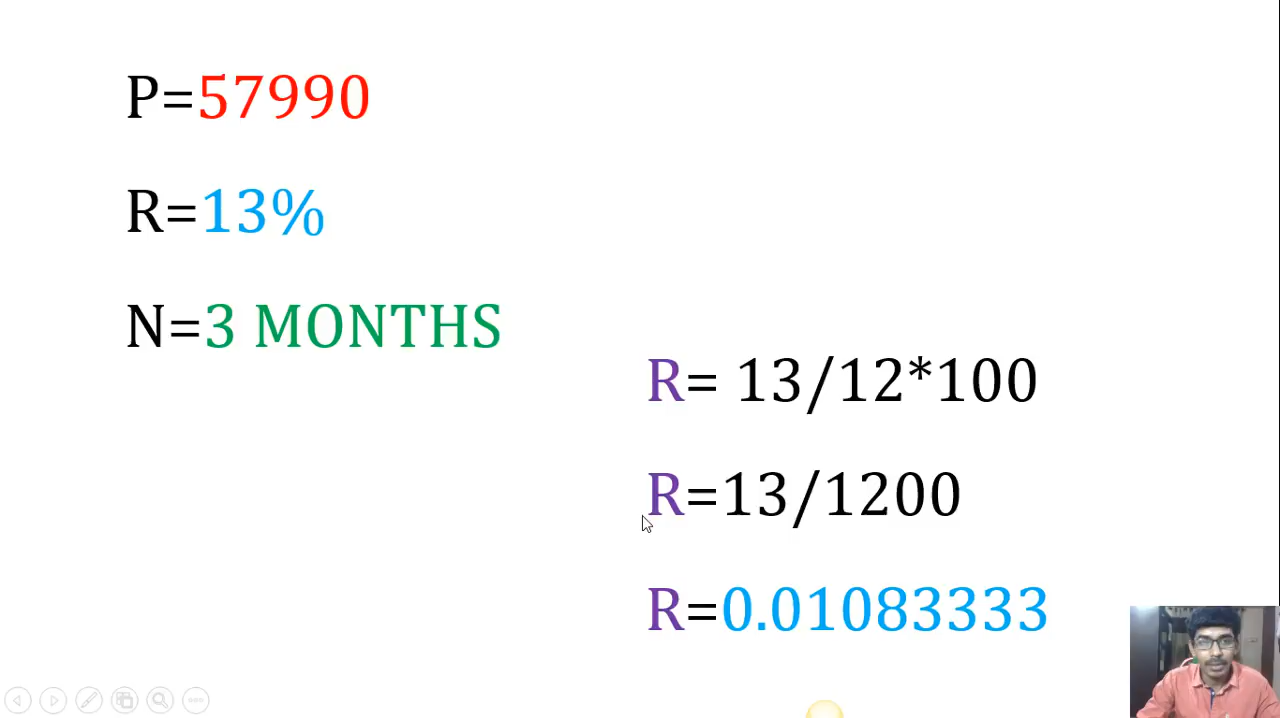 P=57990
R=13%
N=3 MONTHS
R= 13/12*100
R=13/1200
R=0.01083333